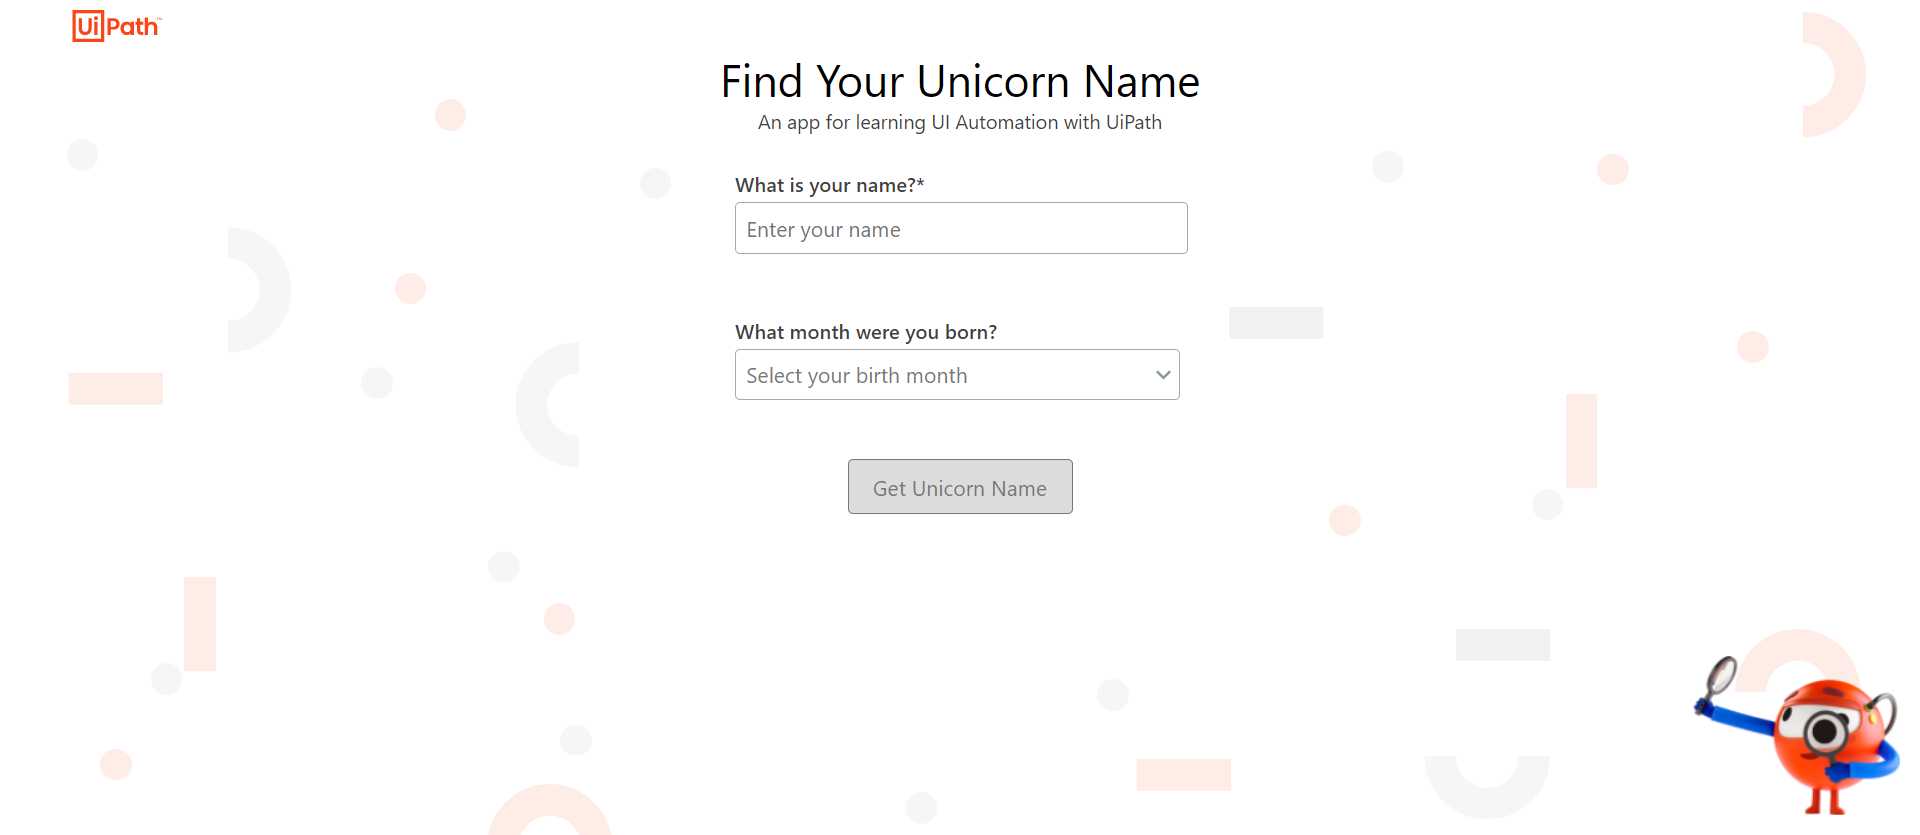 UiPath™
Find Your Unicorn Name
An app for learning UI Automation with UiPath
What is your name?*
Enter your name
What month were you born?
Select your birth month
Get Unicorn Name